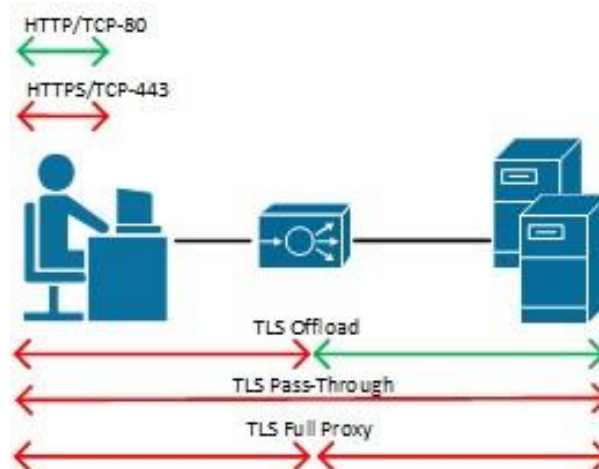 HTTP/TCP-80
HTTPS/TCP-443
TLS Offload
TLS Pass-Through
TLS Full Proxy